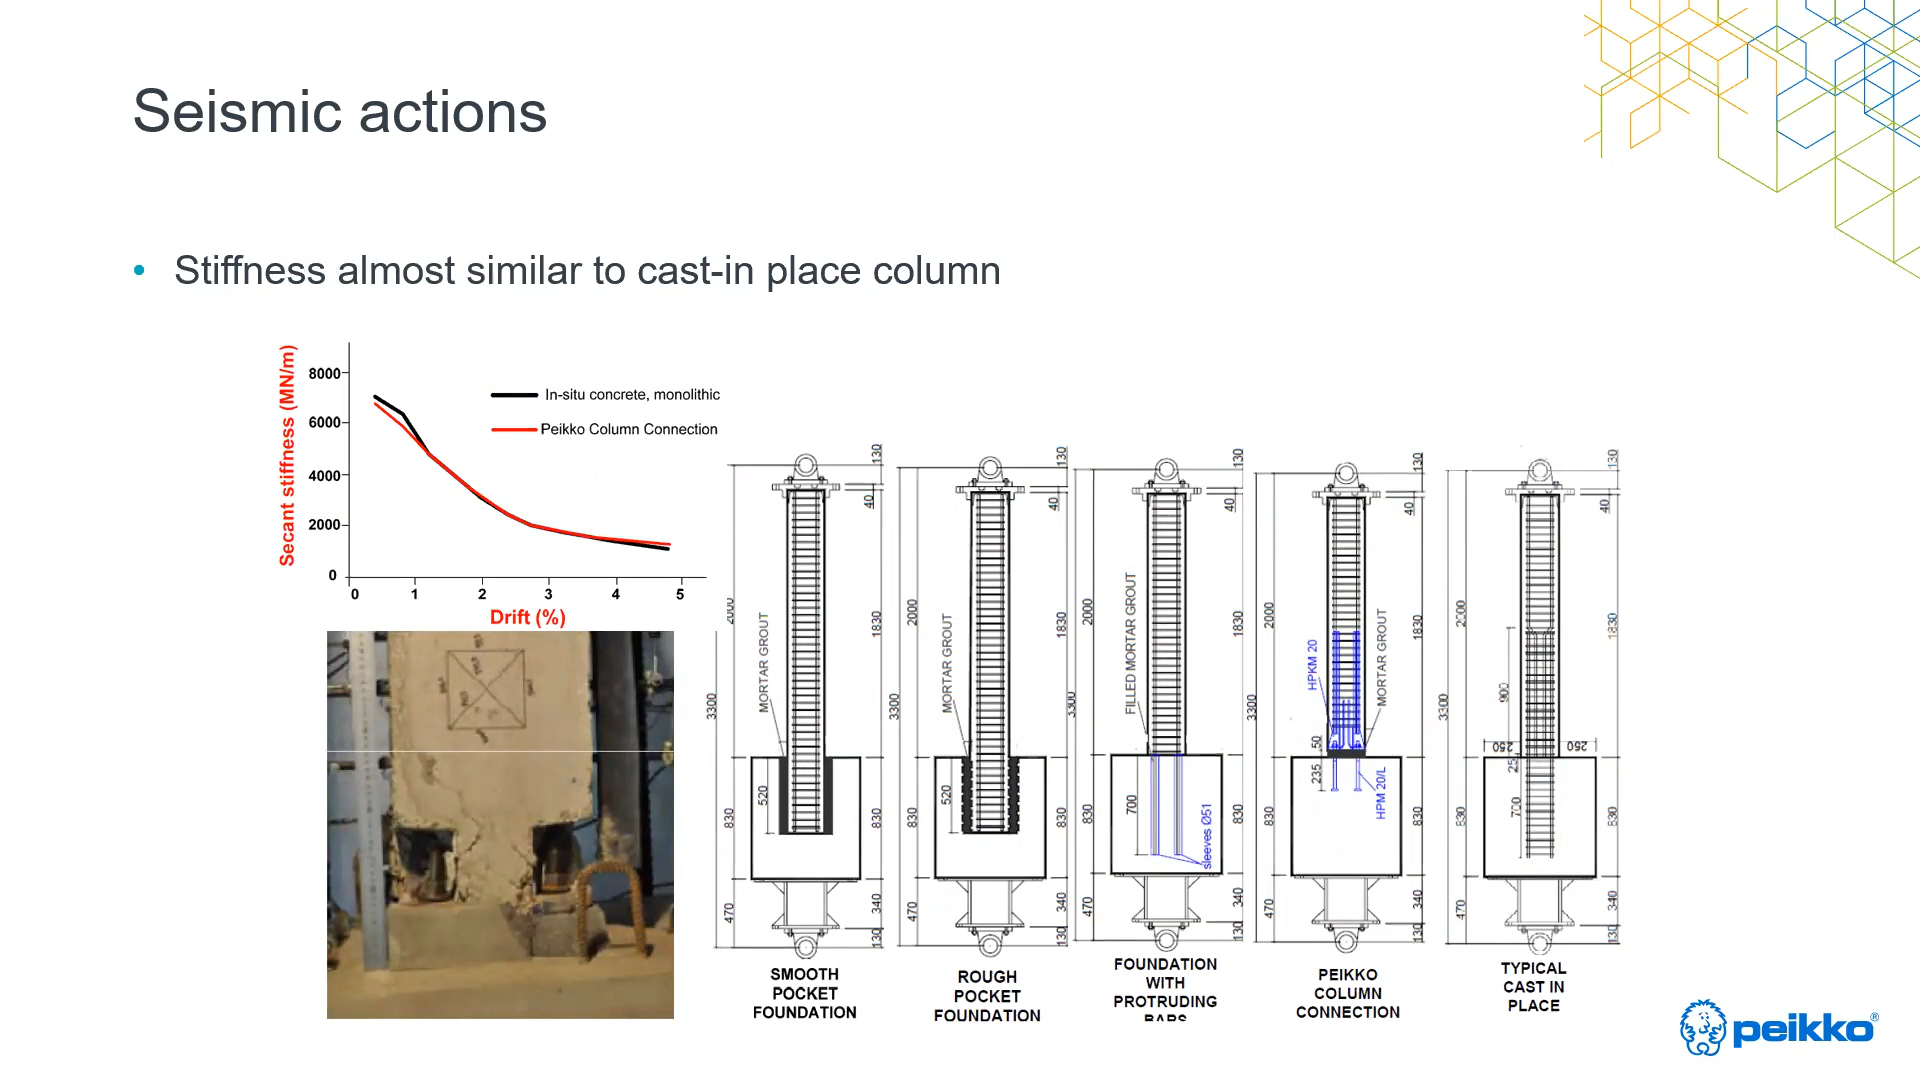 Seismic actions
• Stiffness almost similar to cast-in place column
Secant stiffness (MN/m)
8000
6000
4000
2000
0
0 1 2 3 4 5
Drift (%)
In-situ concrete, monolithic
Peikko Column Connection
130
40
2000
1830
MORTAR GROUT
3300
520
830
830
470
340
130
SMOOTH
POCKET
FOUNDATION
130
40
2000
1830
MORTAR GROUT
3300
520
830
830
470
340
130
ROUGH
POCKET
FOUNDATION
130
40
2000
1830
FILLED MORTAR GROUT
3300
700
sleeves Ø51
830
830
470
340
130
FOUNDATION
WITH
PROTRUDING
BARS
130
40
2000
1830
HPKM 20
MORTAR GROUT
3300
50
235
HPM 20/L
830
830
470
340
130
PEIKKO
COLUMN
CONNECTION
130
40
2000
1830
900
3300
250
250
25
700
830
830
470
340
130
TYPICAL
CAST IN
PLACE
peikko®